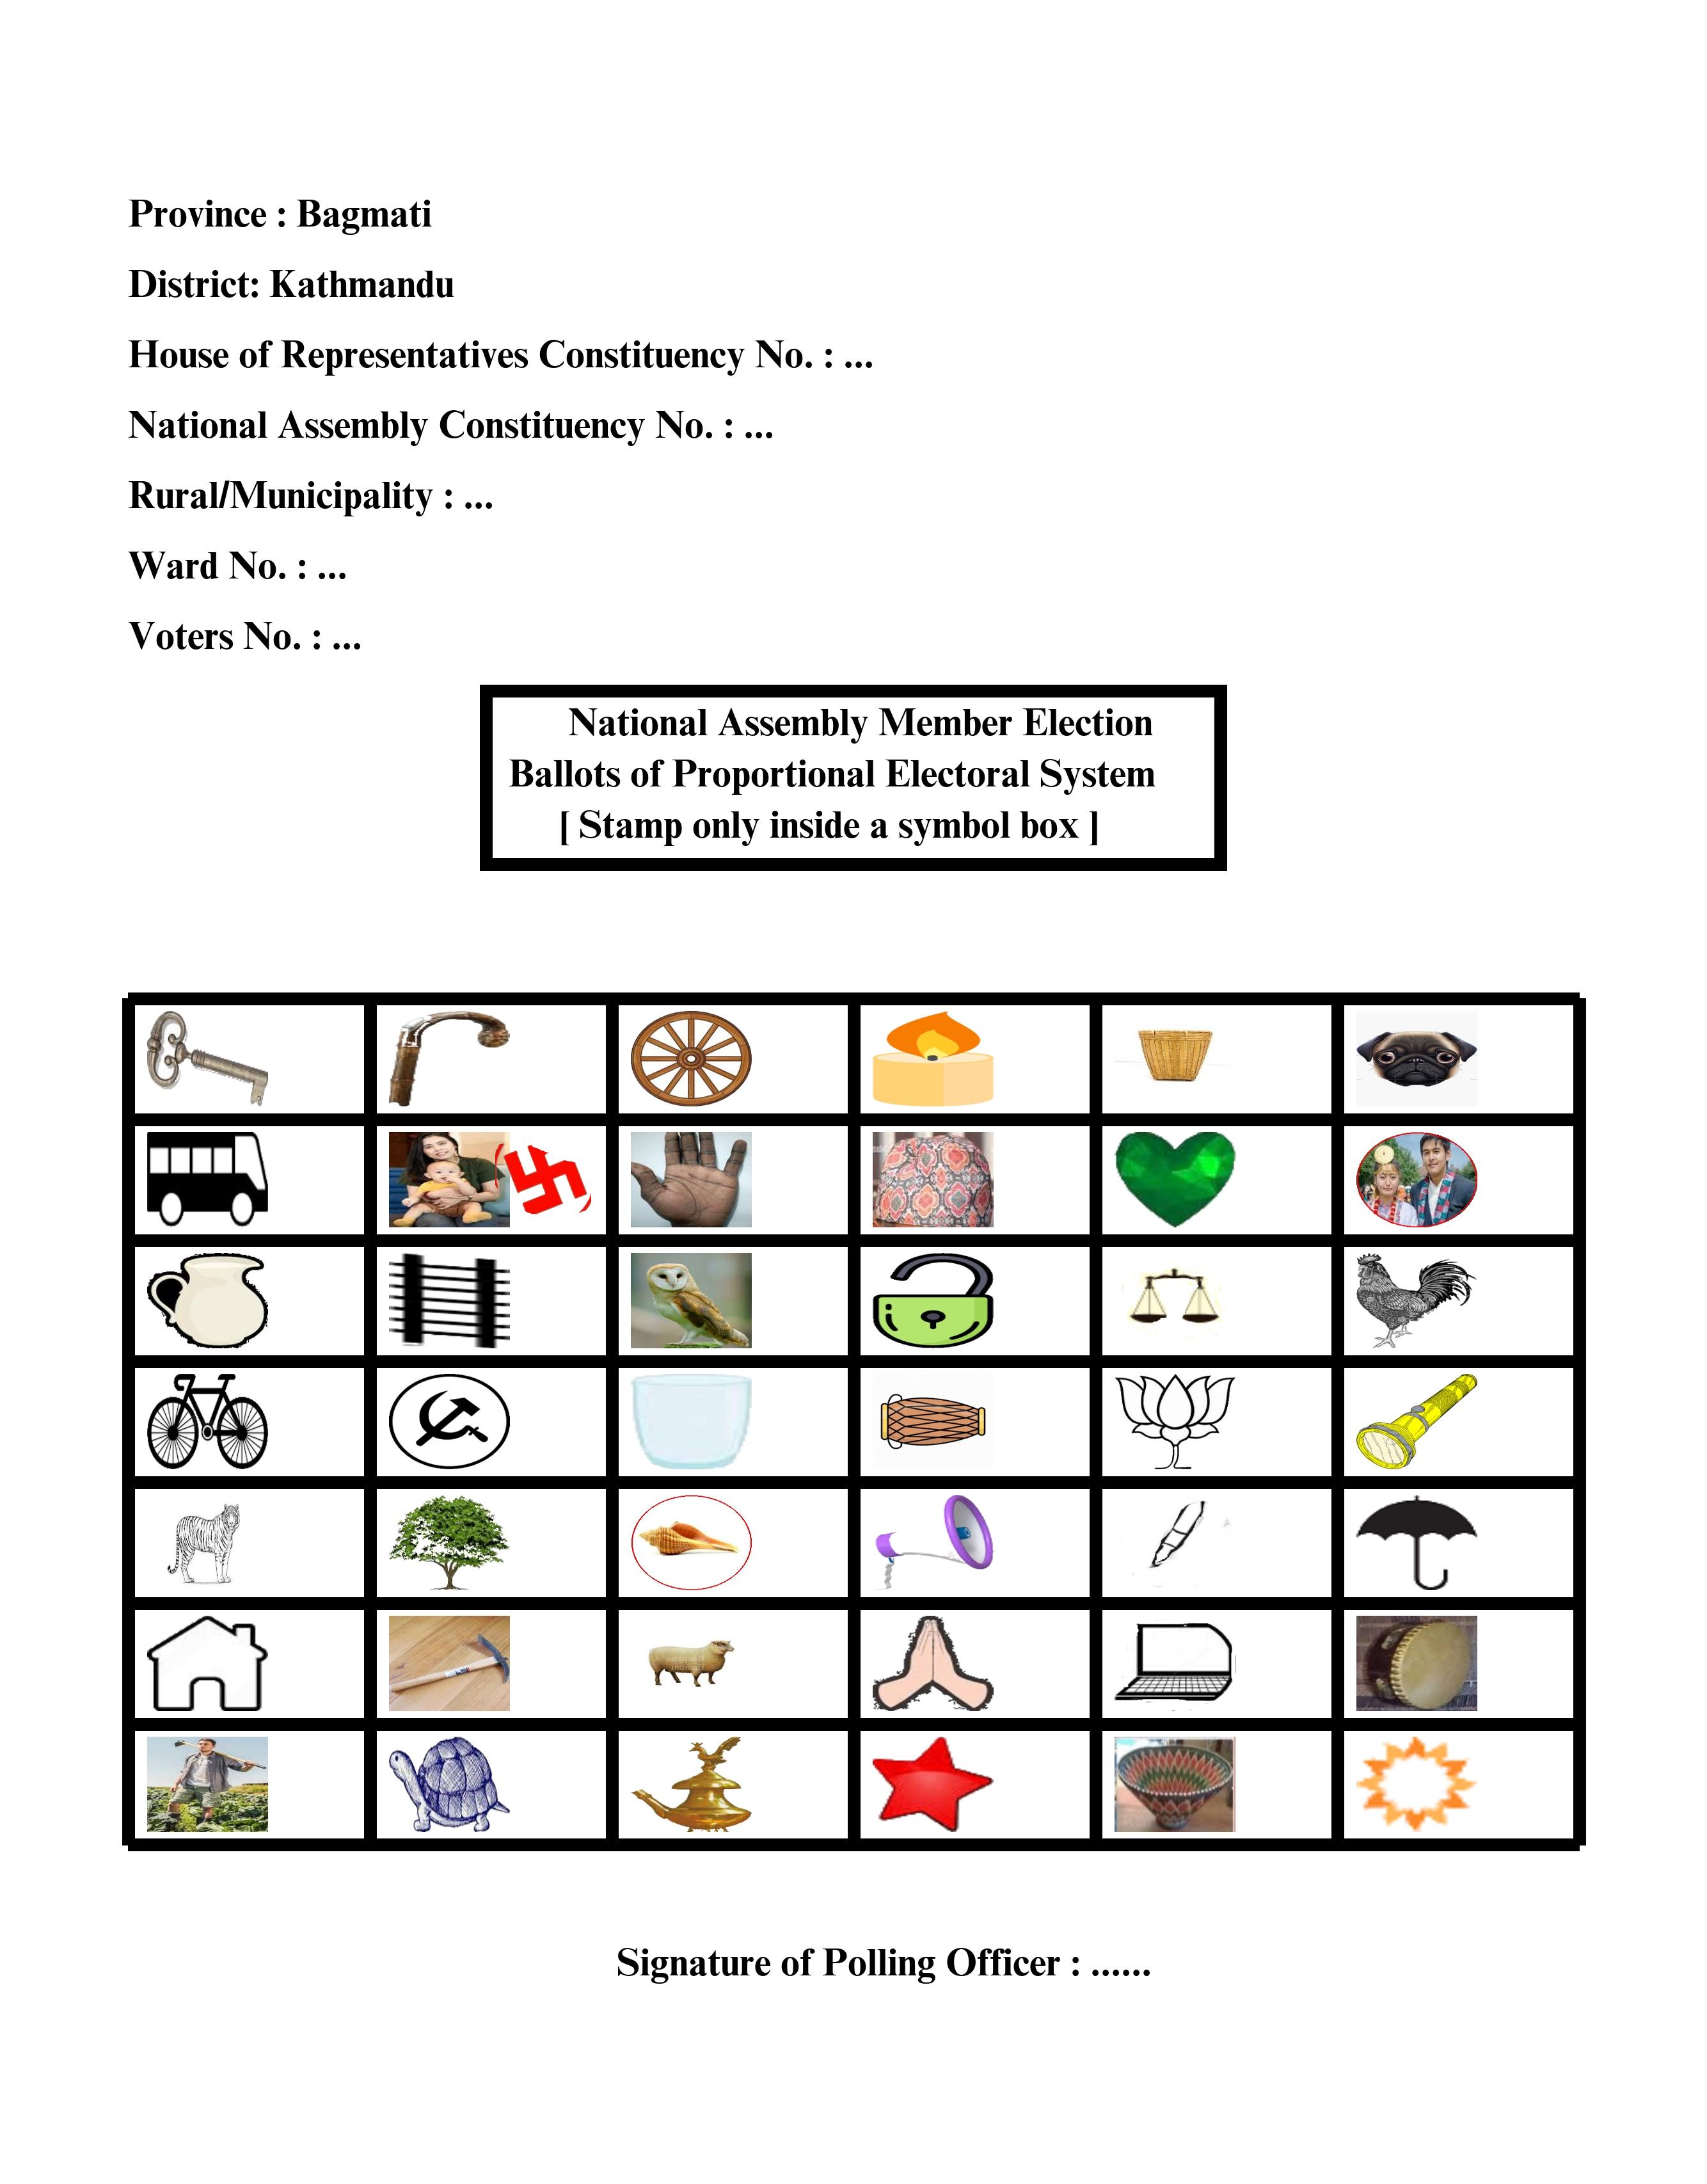 Province : Bagmati
District: Kathmandu
House of Representatives Constituency No. : ...
National Assembly Constituency No. : ...
Rural/Municipality : ...
Ward No. : ...
Voters No. : ...
National Assembly Member Election
Ballots of Proportional Electoral System
[ Stamp only inside a symbol box ]
Signature of Polling Officer : ......